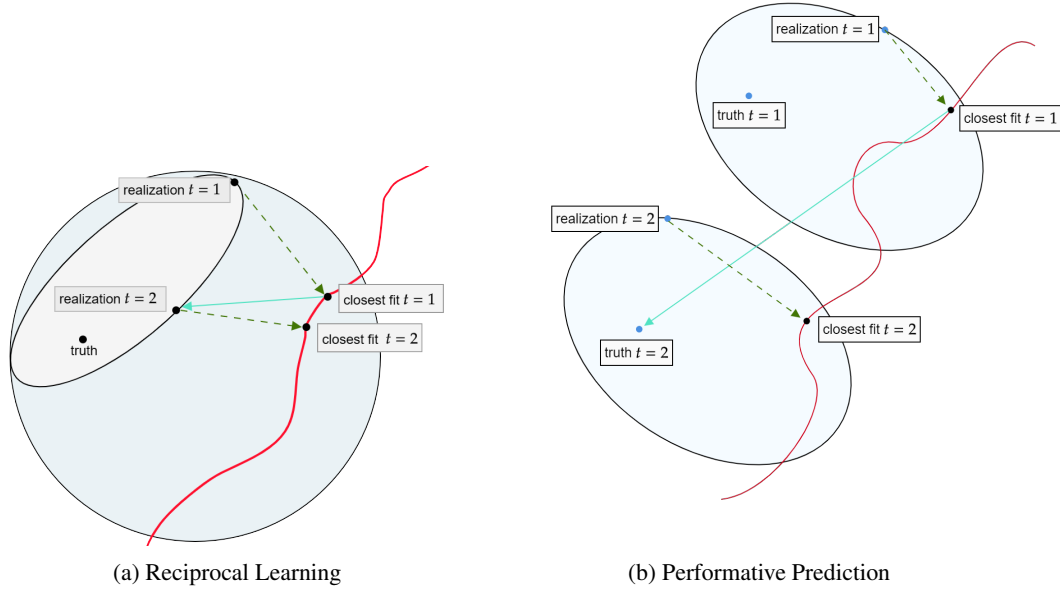 realization t = 1
realization t = 2
truth
closest fit t = 1
closest fit t = 2
(a) Reciprocal Learning
realization t = 1
truth t = 1
closest fit t = 1
realization t = 2
truth t = 2
closest fit t = 2
(b) Performative Prediction